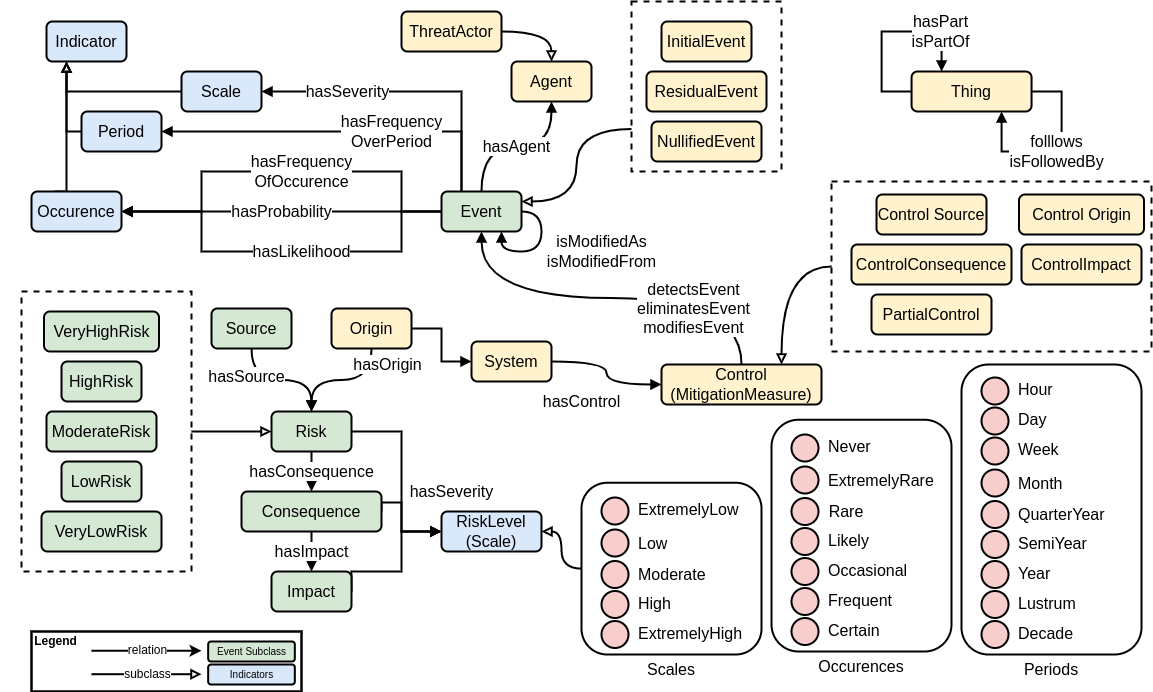 Indicator
ThreatActor
Scale
hasSeverity
Agent
Period
hasFrequency
OverPeriod
hasAgent
hasFrequency
OfOccurence
Occurence
hasProbability
Event
hasLikelihood
isModifiedAs
isModifiedFrom
InitialEvent
ResidualEvent
NullifiedEvent
hasPart
isPartOf
Thing
folllows
isFollowedBy
Control Source
Control Origin
ControlConsequence
ControlImpact
PartialControl
detectsEvent
eliminatesEvent
modifiesEvent
VeryHighRisk
HighRisk
ModerateRisk
LowRisk
VeryLowRisk
Source
Origin
hasSource
hasOrigin
System
hasControl
Control
(MitigationMeasure)
Risk
hasConsequence
Consequence
hasSeverity
hasImpact
Impact
RiskLevel
(Scale)
ExtremelyLow
Low
Moderate
High
ExtremelyHigh
Scales
Never
ExtremelyRare
Rare
Likely
Occasional
Frequent
Certain
Occurences
Hour
Day
Week
Month
QuarterYear
SemiYear
Year
Lustrum
Decade
Periods
Legend
relation
Event Subclass
subclass
Indicators